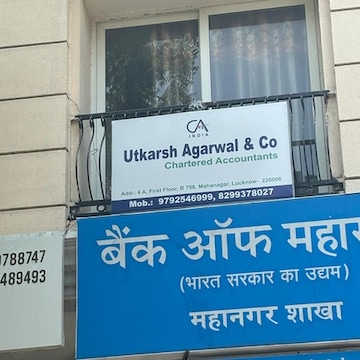 CA
INDIA
Utkarsh Agarwal & Co
Chartered Accountants
Add:- 4 A, First Floor, B 758, Mahanagar, Lucknow- 226006
Mob.: 9792546999, 8299378027
9788747
489493
बैंक ऑफ महा
(भारत सरकार का उद्यम)
महानगर शाखा